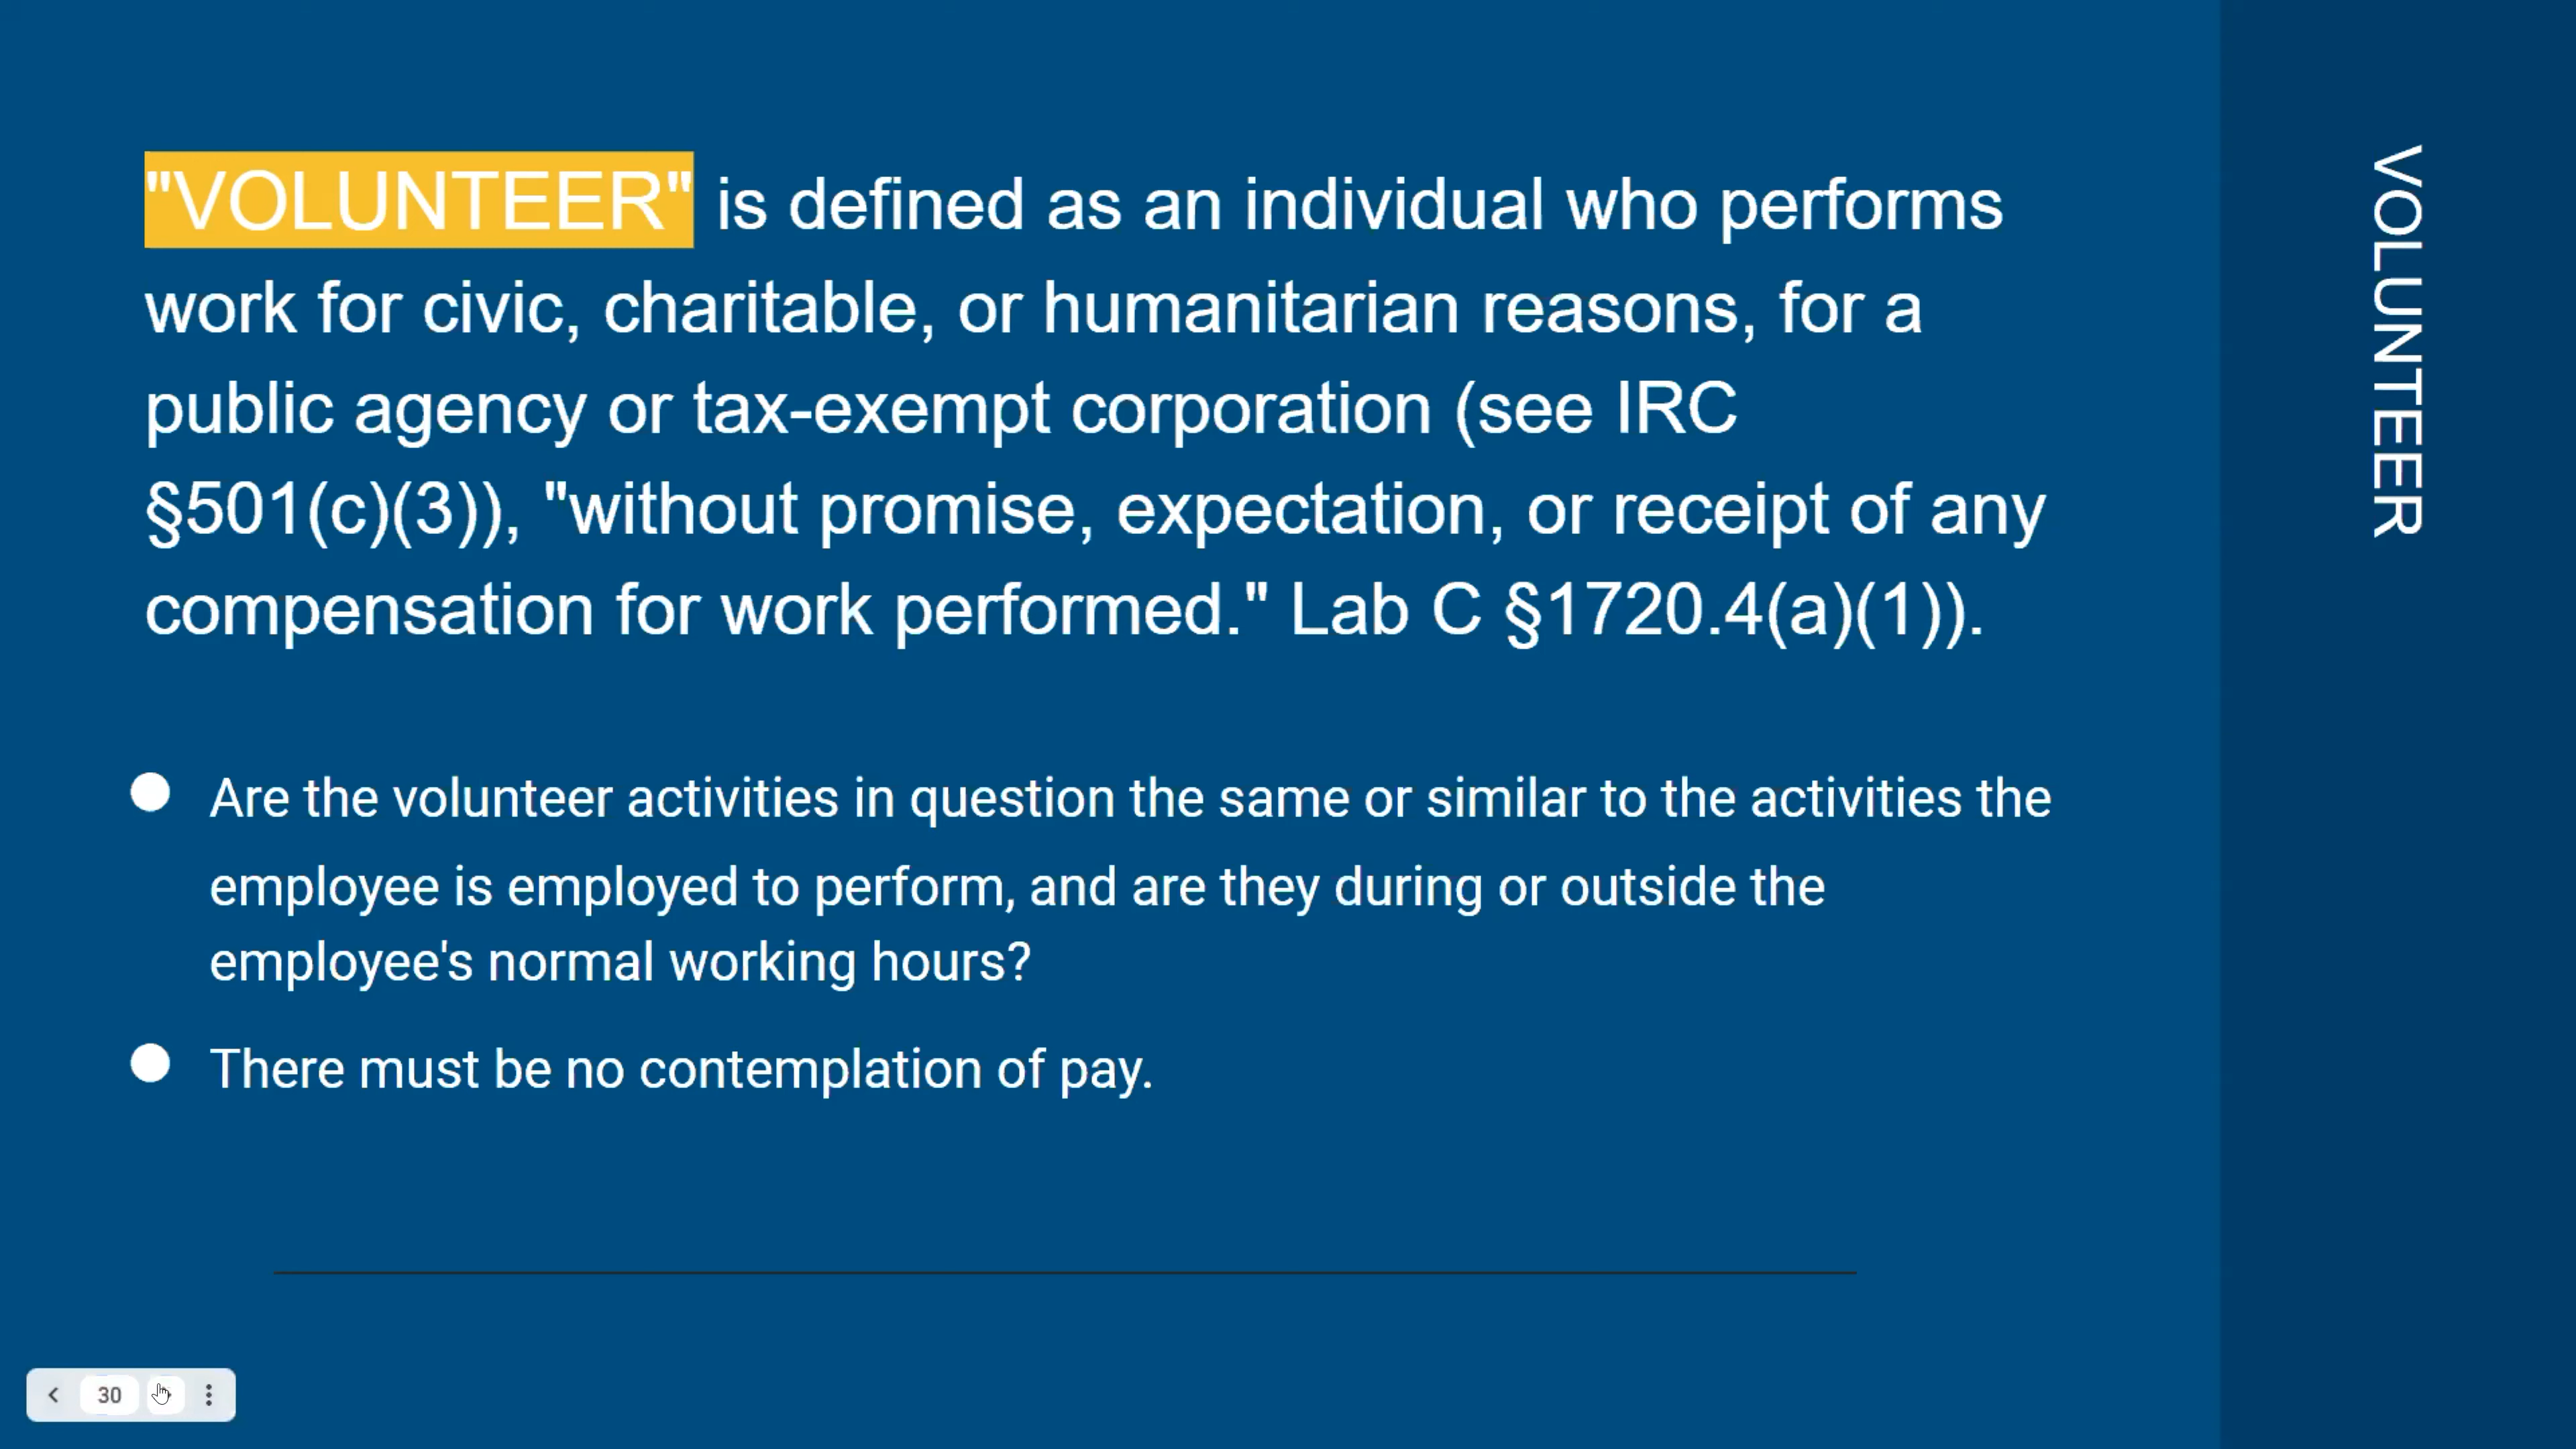 "VOLUNTEER" is defined as an individual who performs
work for civic, charitable, or humanitarian reasons, for a
public agency or tax-exempt corporation (see IRC
§501(c)(3)), "without promise, expectation, or receipt of any
compensation for work performed." Lab C §1720.4(a)(1)).
● Are the volunteer activities in question the same or similar to the activities the
employee is employed to perform, and are they during or outside the
employee's normal working hours?
● There must be no contemplation of pay.
VOLUNTEER
30